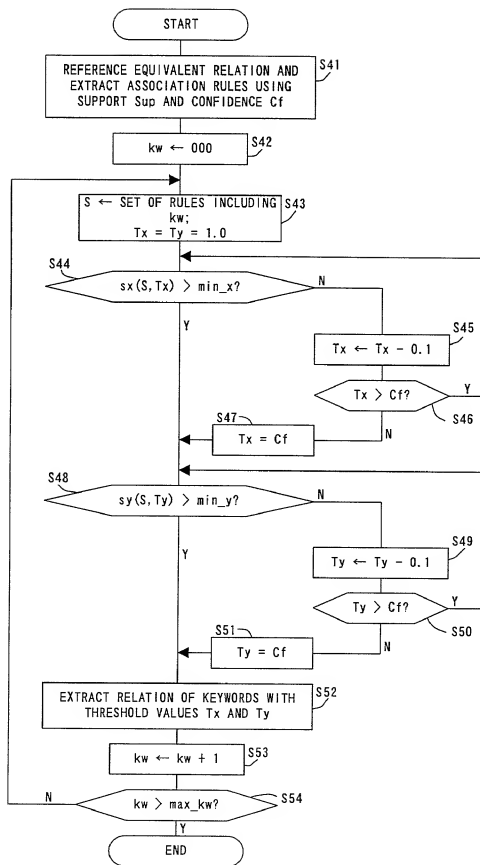 START
S41
REFERENCE EQUIVALENT RELATION AND
EXTRACT ASSOCIATION RULES USING
SUPPORT Sup AND CONFIDENCE Cf
S42
kw ← 000
S43
S ← SET OF RULES INCLUDING
kw;
Tx = Ty = 1.0
S44
sx(S,Tx) > min_x?
N
Y
S45
Tx ← Tx - 0.1
Tx > Cf?
Y
S46
N
S47
Tx = Cf
S48
sy(S,Ty) > min_y?
N
Y
S49
Ty ← Ty - 0.1
Ty > Cf?
Y
S50
N
S51
Ty = Cf
S52
EXTRACT RELATION OF KEYWORDS WITH
THRESHOLD VALUES Tx AND Ty
S53
kw ← kw + 1
S54
N
kw > max_kw?
Y
END